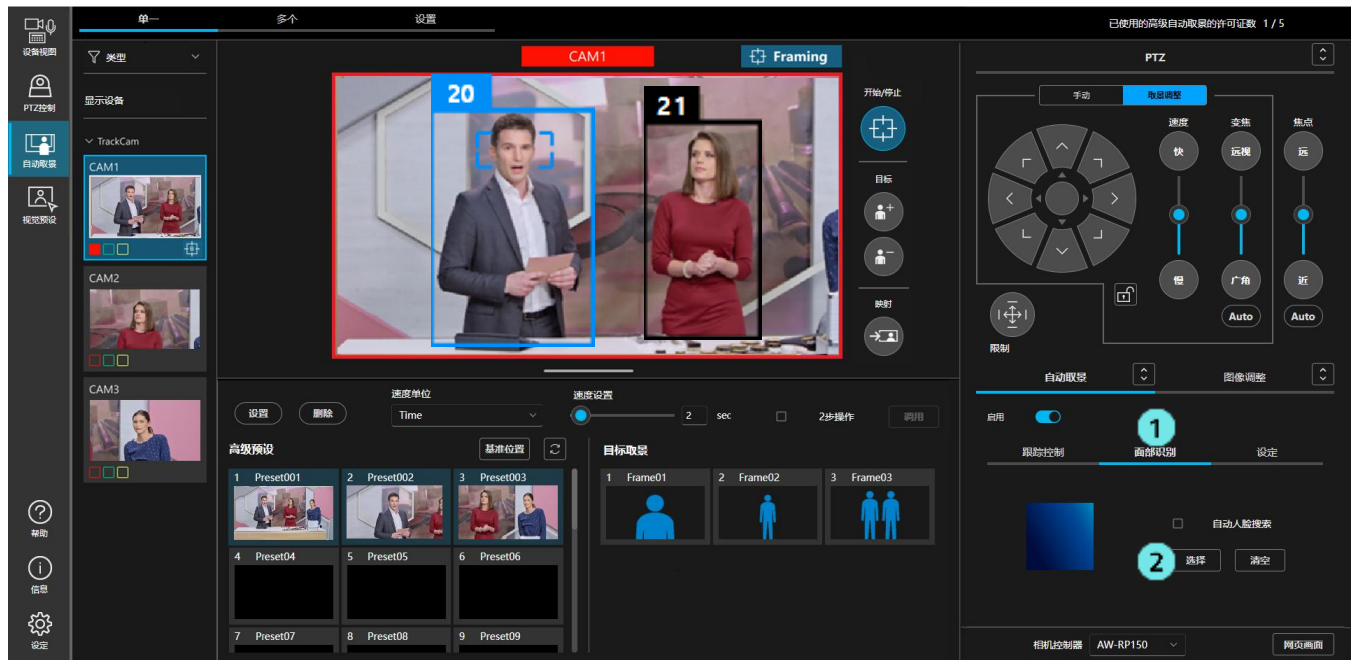 单一
多个
设置
已使用的高级自动取景的许可证数 1 / 5
设备视图
PTZ控制
自动取景
视觉预设
帮助
信息
设定
类型
显示设备
TrackCam
CAM1
CAM2
CAM3
CAM1
Framing
20
21
开始/停止
目标
映射
设置
删除
速度单位
Time
速度设置
2 sec
2步操作
调用
高级预设
基准位置
1 Preset001
2 Preset002
3 Preset003
4 Preset04
5 Preset05
6 Preset06
7 Preset07
8 Preset08
9 Preset09
目标取景
1 Frame01
2 Frame02
3 Frame03
PTZ
手动
取景调整
速度
变焦
焦点
快
远视
远
慢
广角
近
Auto
Auto
限制
自动取景
图像调整
启用
1
跟踪控制
面部识别
设定
自动人脸搜索
2
选择
清空
相机控制器
AW-RP150
网页画面